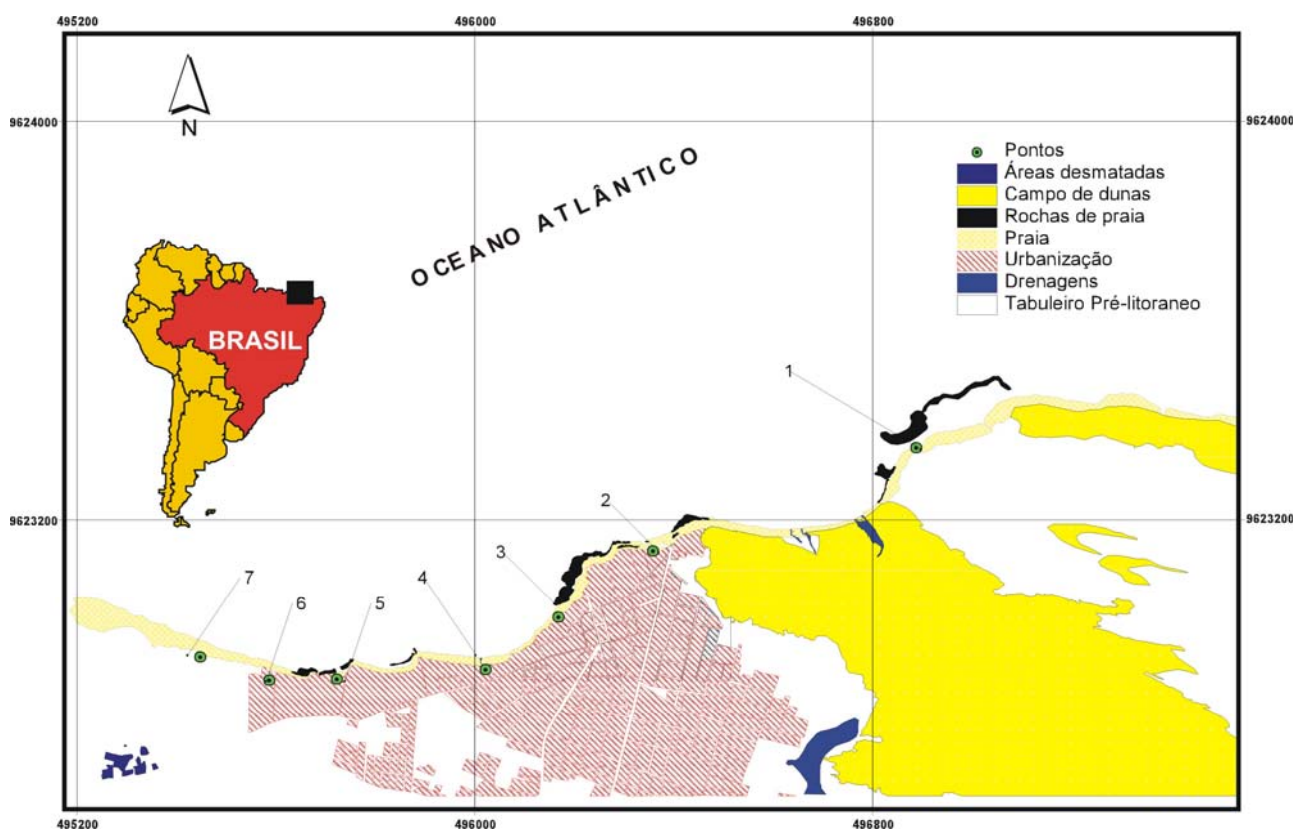 495200 496000 496800
9624000 9624000
N
OCEANO ATLÂNTICO
Pontos
Áreas desmatadas
Campo de dunas
Rochas de praia
Praia
Urbanização
Drenagens
Tabuleiro Pré-litoraneo
BRASIL
1
2
9623200 9623200
3
4
5
6
7
495200 496000 496800